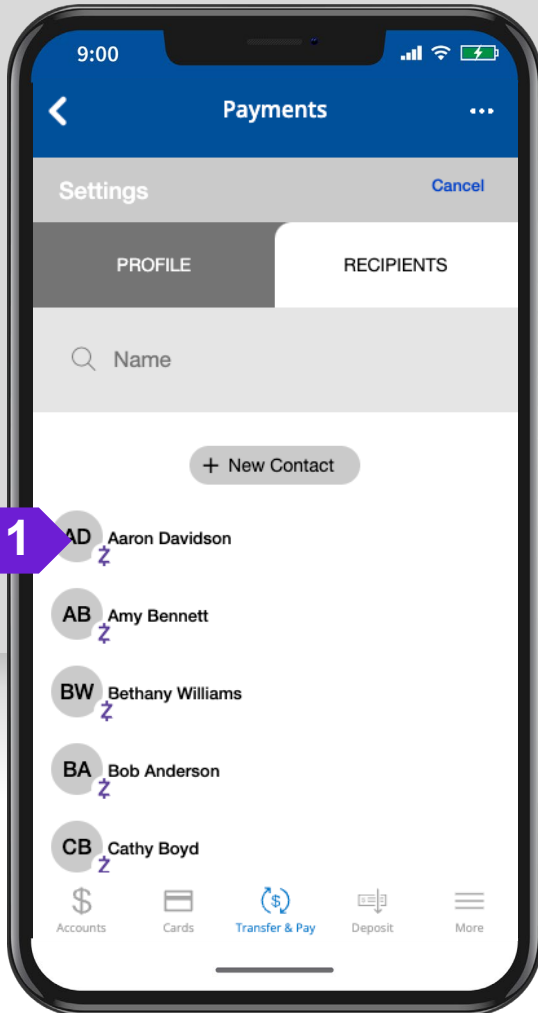 9:00
Payments
Settings
Cancel
PROFILE
RECIPIENTS
Name
+ New Contact
1
AD
Aaron Davidson
AB
Amy Bennett
BW
Bethany Williams
BA
Bob Anderson
CB
Cathy Boyd
Accounts
Cards
Transfer & Pay
Deposit
More